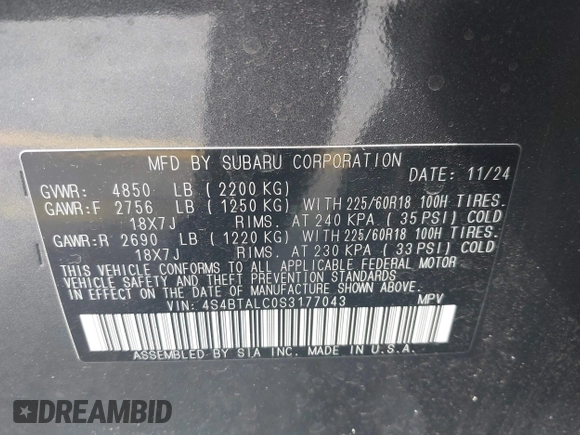 MFD BY SUBARU CORPORATION
DATE: 11/24
GVWR: 4850 LB (2200 KG)
GAWR:F 2756 LB (1250 KG) WITH 225/60R18 100H TIRES.
18X7J RIMS. AT 240 KPA (35 PSI) COLD
GAWR:R 2690 LB (1220 KG) WITH 225/60R18 100H TIRES.
18X7J RIMS. AT 230 KPA (33 PSI) COLD
THIS VEHICLE CONFORMS TO ALL APPLICABLE FEDERAL MOTOR
VEHICLE SAFETY AND THEFT PREVENTION STANDARDS
IN EFFECT ON THE DATE OF MANUFACTURE SHOWN ABOVE.
VIN: 4S4BTALC0S3177043 MPV
ASSEMBLED BY SIA INC. MADE IN U.S.A.
DREAMBID